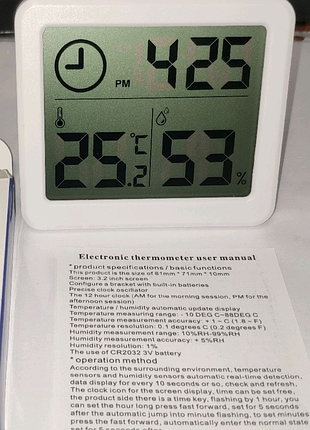 PM 4:25
25.2 °C 53 %
Electronic thermometer user manual
* product specifications / basic functions
This product is the size of 81mm * 71mm * 10mm
Screen: 3.2 inch screen
Configure a bracket with built-in batteries
Precise clock oscillator
The 12 hour clock (AM for the morning session, PM for the
afternoon session)
Temperature / humidity automatic update display
Temperature measuring range: - 10 DEG C~88DEG C
Temperature measurement accuracy: + 1 ~ C (1.8 ~ F)
Temperature resolution: 0.1 degrees C (0.2 degrees F)
Humidity measurement range: 10%RH~99%RH
Humidity measurement accuracy: + 5%RH
Humidity resolution: 1%
The use of CR2032 3V battery
* operation method
According to the surrounding environment, temperature
sensors and humidity sensors automatic real-time detection,
data display for every 10 seconds or so, check and refresh,
The clock icon for the screen display, time can be set free,
the product side there is a time key, flashing by 1 hour, you
can set the hour long press fast forward, set for 5 seconds
after the automatic jump into minute flashing, to set minutes
press the fast forward, automatically enter the normal state
set for 5 seconds after